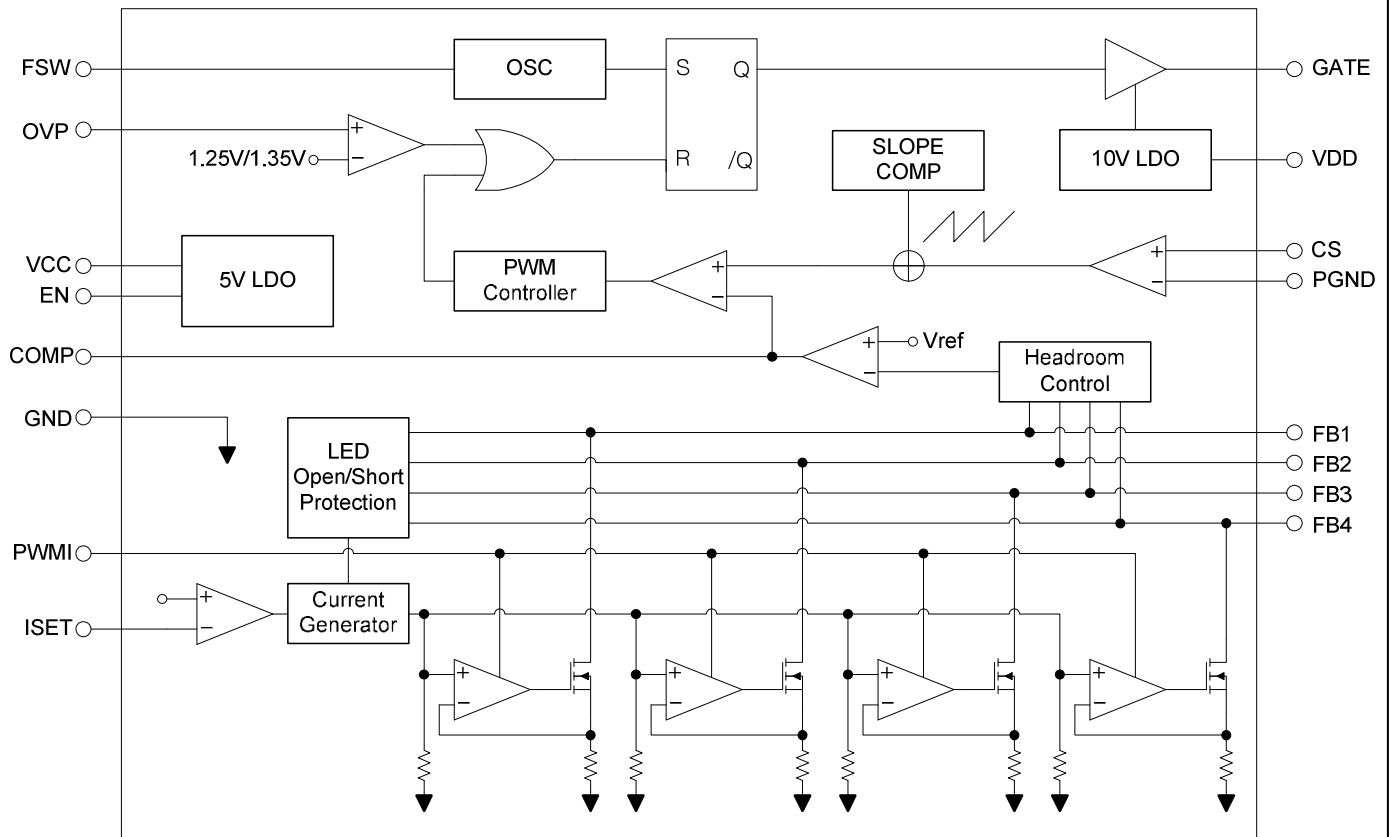 FSW
OSC
S
Q
GATE
OVP
+
−
1.25V/1.35V
R
/Q
SLOPE
COMP
10V LDO
VDD
VCC
EN
5V LDO
PWM
Controller
+
−
+
−
CS
PGND
COMP
+
−
Vref
Headroom
Control
GND
LED
Open/Short
Protection
FB1
FB2
FB3
FB4
PWMI
ISET
+
−
Current
Generator
+
−
+
−
+
−
+
−